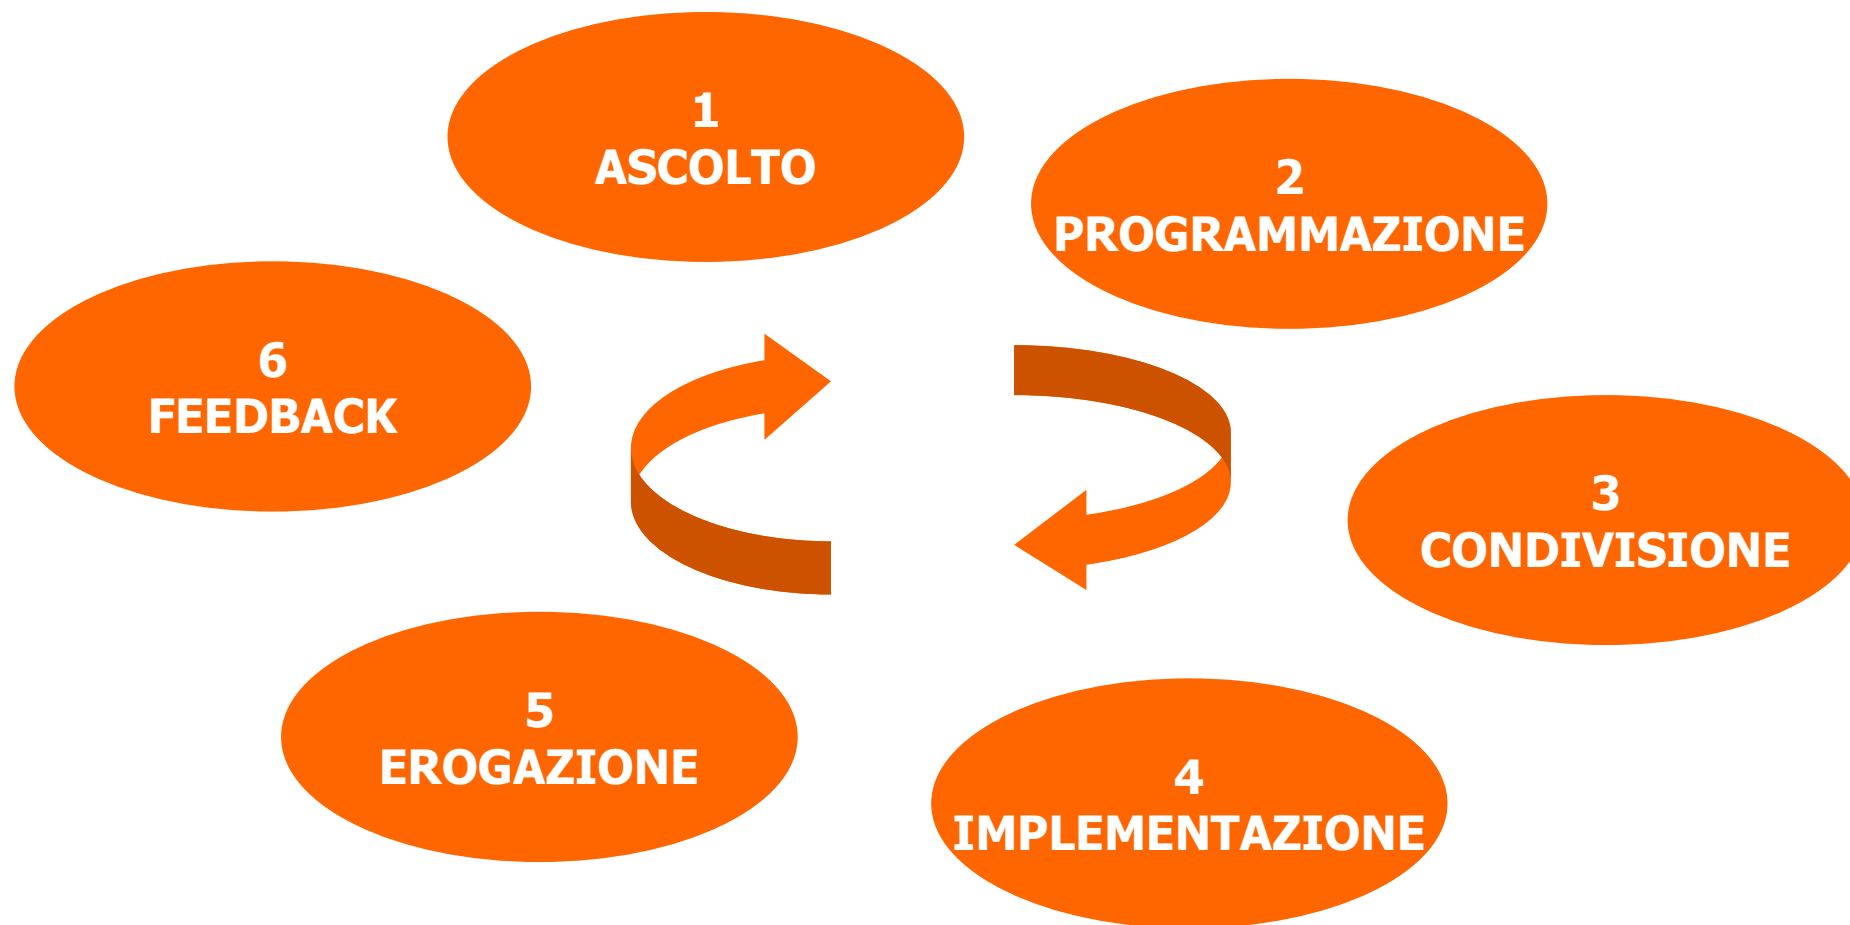 1
ASCOLTO
2
PROGRAMMAZIONE
3
CONDIVISIONE
4
IMPLEMENTAZIONE
5
EROGAZIONE
6
FEEDBACK